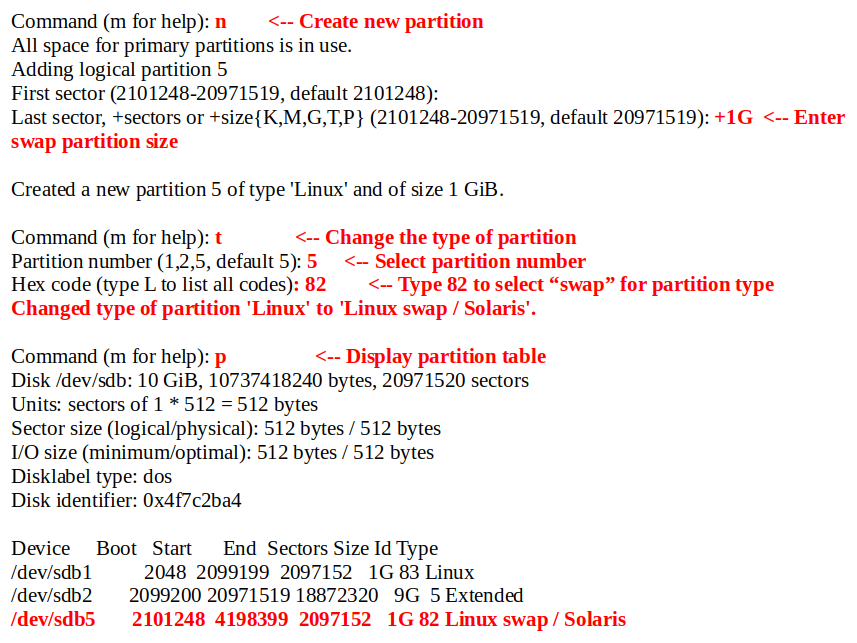 Command (m for help): n <-- Create new partition
All space for primary partitions is in use.
Adding logical partition 5
First sector (2101248-20971519, default 2101248):
Last sector, +sectors or +size{K,M,G,T,P} (2101248-20971519, default 20971519): +1G <-- Enter
swap partition size
Created a new partition 5 of type 'Linux' and of size 1 GiB.
Command (m for help): t <-- Change the type of partition
Partition number (1,2,5, default 5): 5 <-- Select partition number
Hex code (type L to list all codes): 82 <-- Type 82 to select “swap” for partition type
Changed type of partition 'Linux' to 'Linux swap / Solaris'.
Command (m for help): p <-- Display partition table
Disk /dev/sdb: 10 GiB, 10737418240 bytes, 20971520 sectors
Units: sectors of 1 * 512 = 512 bytes
Sector size (logical/physical): 512 bytes / 512 bytes
I/O size (minimum/optimal): 512 bytes / 512 bytes
Disklabel type: dos
Disk identifier: 0x4f7c2ba4
Device Boot Start End Sectors Size Id Type
/dev/sdb1 2048 2099199 2097152 1G 83 Linux
/dev/sdb2 2099200 20971519 18872320 9G 5 Extended
/dev/sdb5 2101248 4198399 2097152 1G 82 Linux swap / Solaris